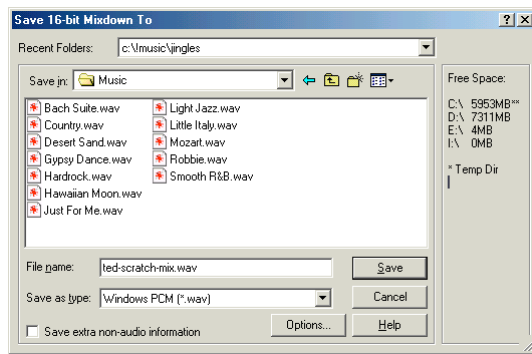 Save 16-bit Mixdown To
Recent Folders: c:\!music\jingles
Save in: Music
Bach Suite.wav
Country.wav
Desert Sand.wav
Gypsy Dance.wav
Hardrock.wav
Hawaiian Moon.wav
Just For Me.wav
Light Jazz.wav
Little Italy.wav
Mozart.wav
Robbie.wav
Smooth R&B.wav
File name: ted-scratch-mix.wav
Save
Save as type: Windows PCM (*.wav)
Cancel
Save extra non-audio information
Options...
Help
Free Space:
C:\ 5953MB**
D:\ 7311MB
E:\ 4MB
I:\ 0MB
* Temp Dir